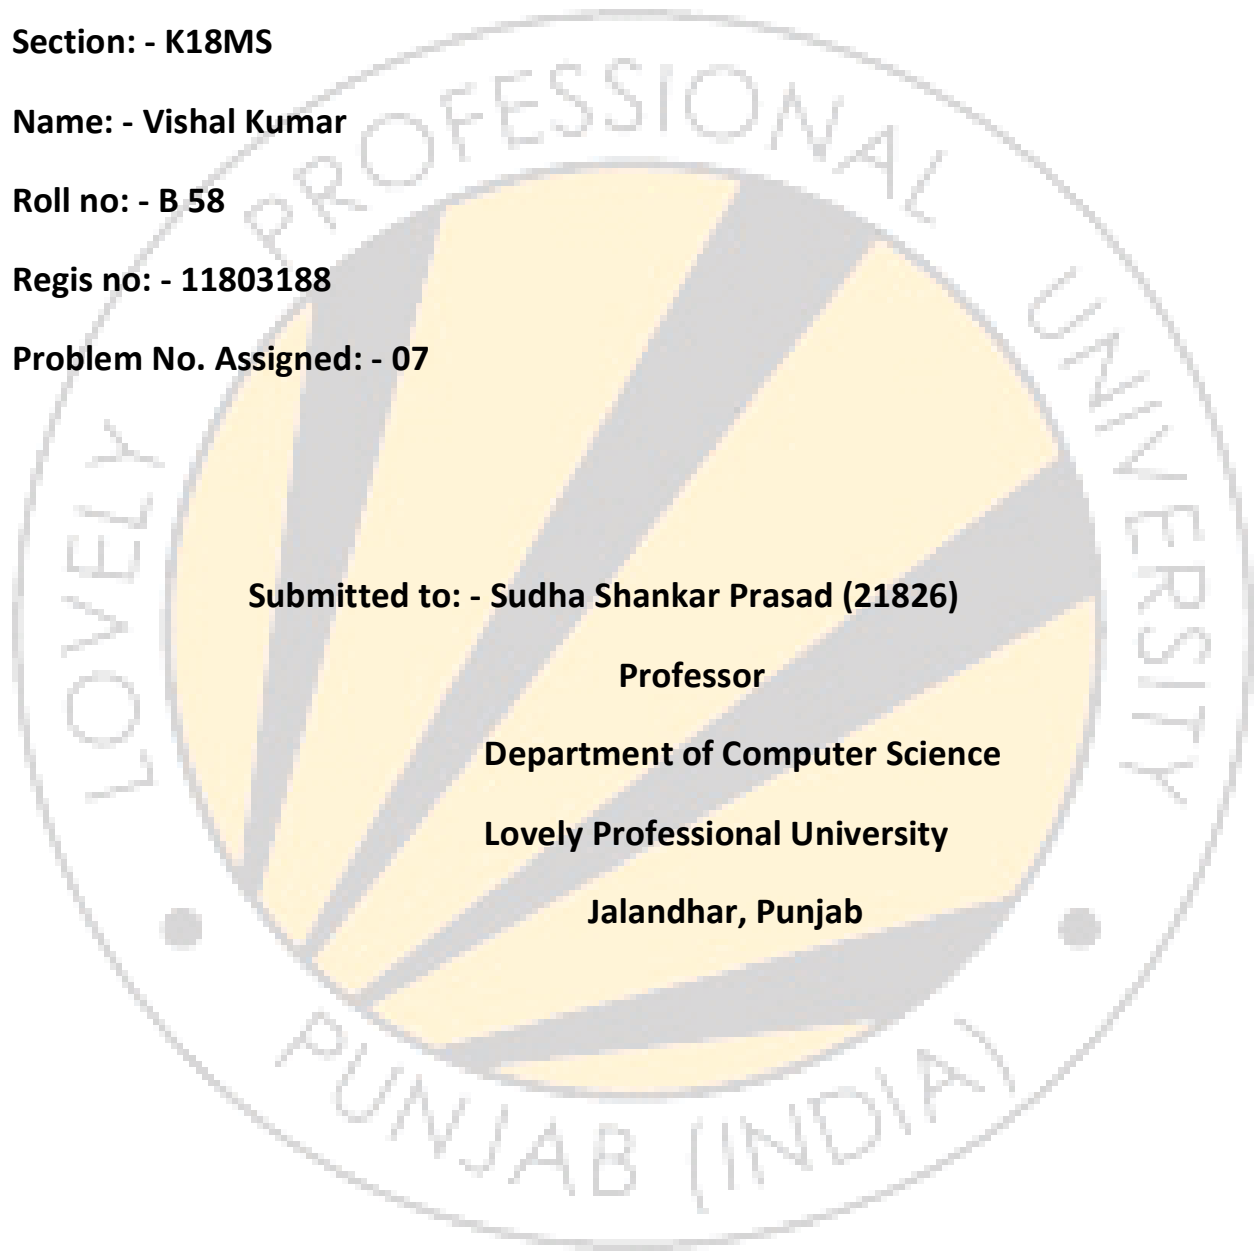 Section: - K18MS
Name: - Vishal Kumar
Roll no: - B 58
Regis no: - 11803188
Problem No. Assigned: - 07
Submitted to: - Sudha Shankar Prasad (21826)
Professor
Department of Computer Science
Lovely Professional University
Jalandhar, Punjab
LOVELY PROFESSIONAL UNIVERSITY
PUNJAB (INDIA)